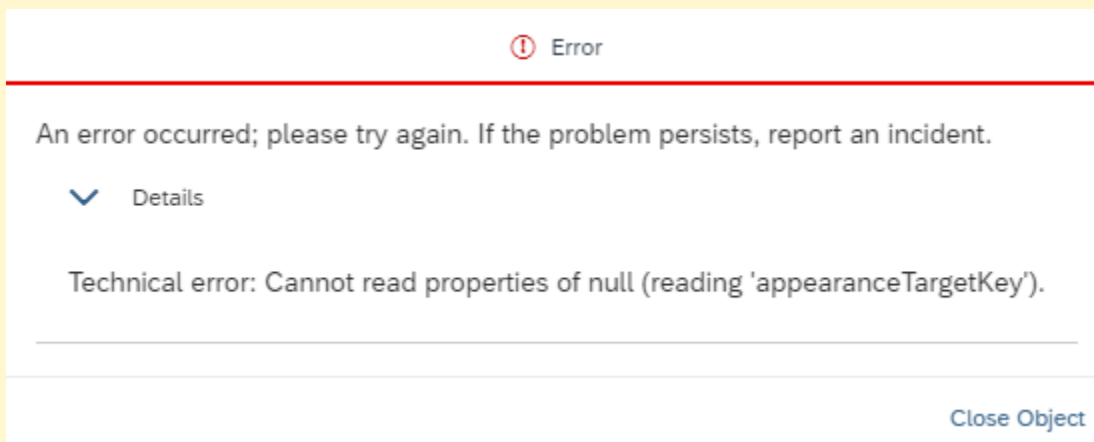 Error
An error occurred; please try again. If the problem persists, report an incident.
Details
Technical error: Cannot read properties of null (reading 'appearanceTargetKey').
Close Object